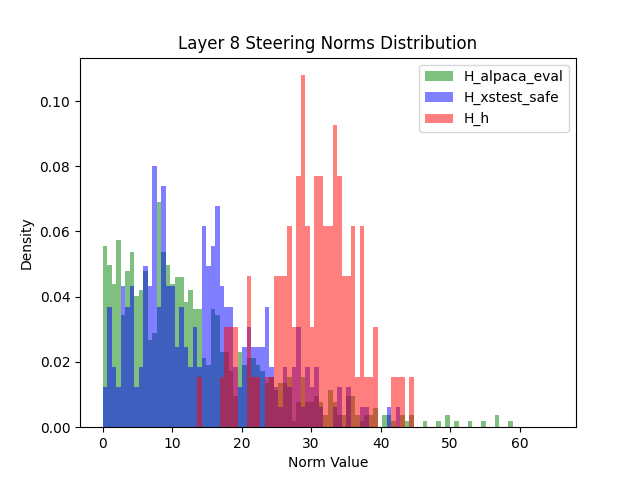 Layer 8 Steering Norms Distribution
H_alpaca_eval
H_xstest_safe
H_h
0.10
0.08
0.06
0.04
0.02
0.00
Density
0 10 20 30 40 50 60
Norm Value